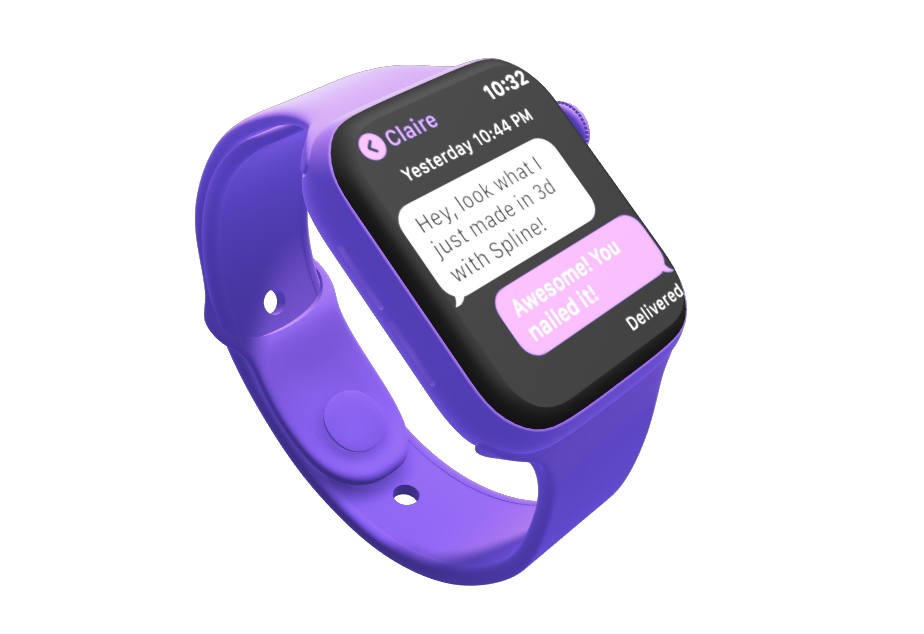 10:32
Claire
Yesterday 10:44 PM
Hey, look what I
just made in 3d
with Spline!
Awesome! You
nailed it!
Delivered